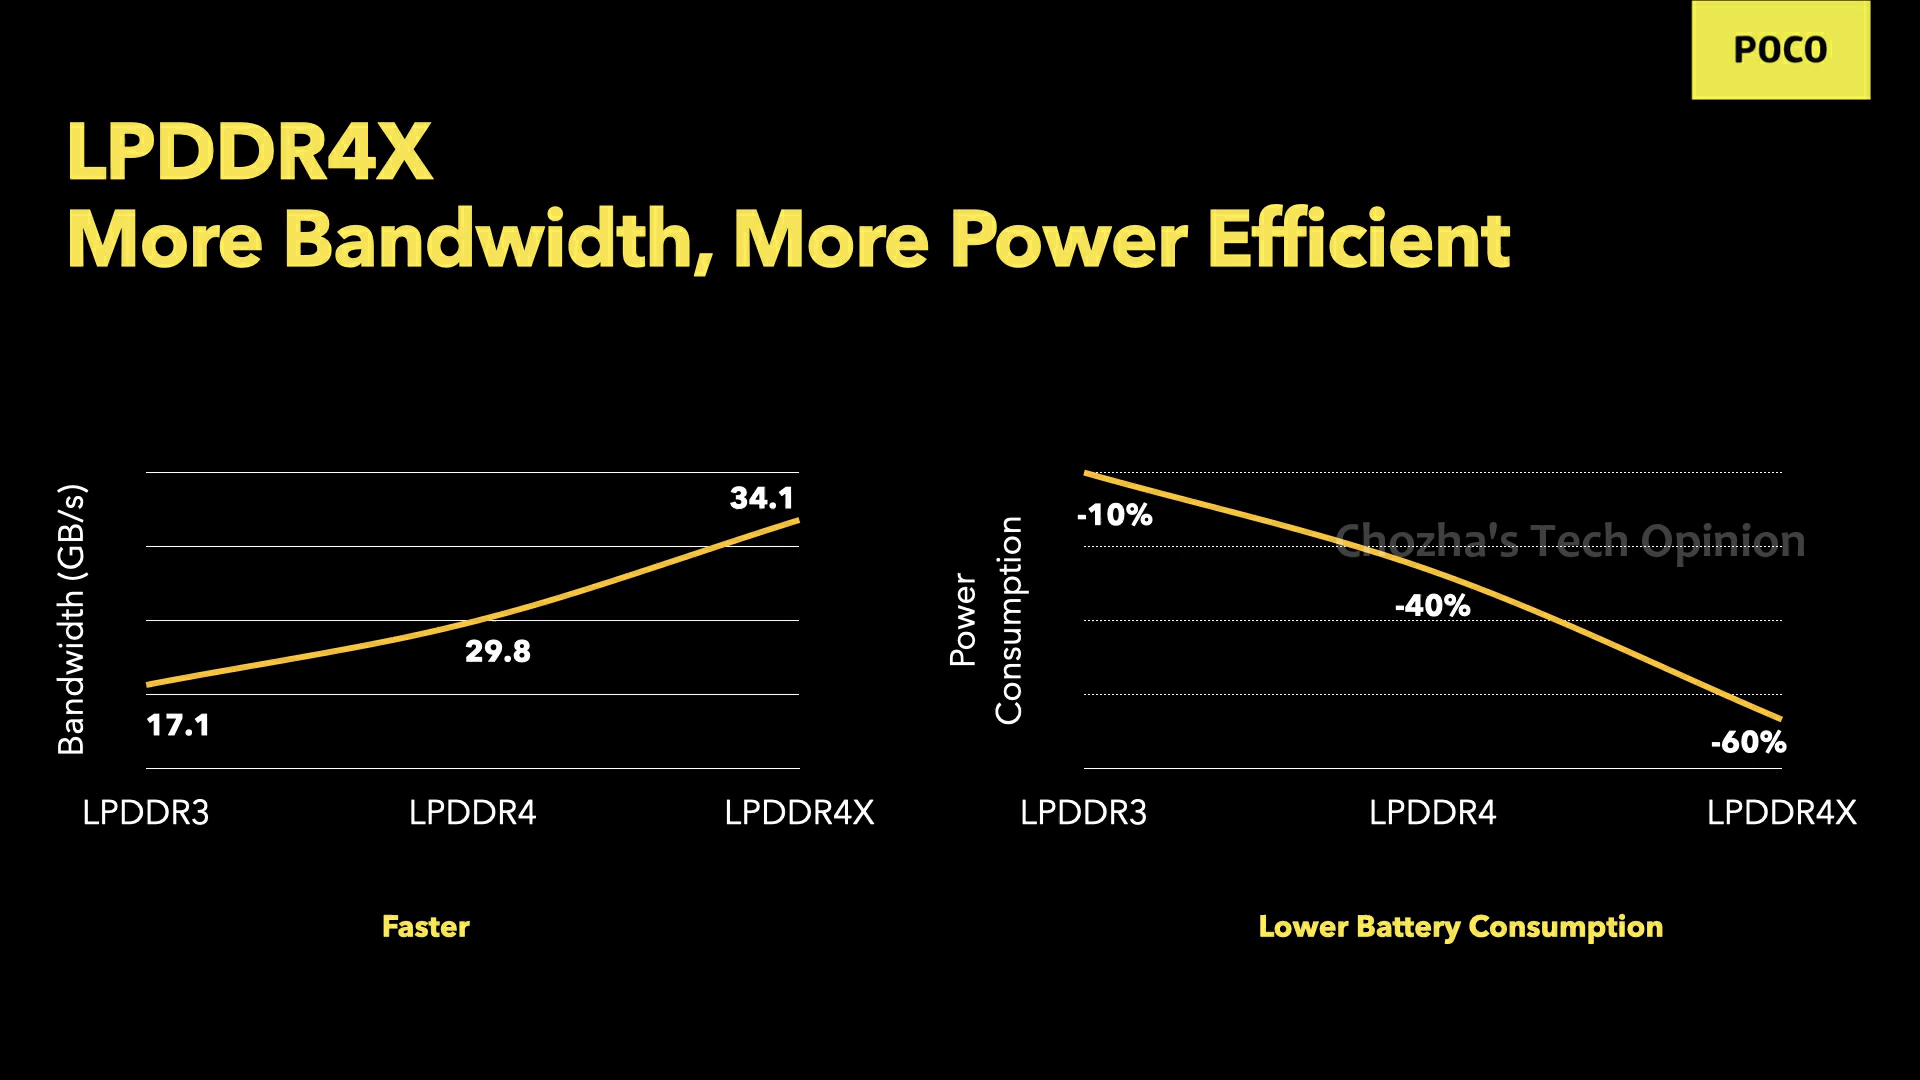 POCO
LPDDR4X
More Bandwidth, More Power Efficient
Bandwidth (GB/s)
34.1
29.8
17.1
LPDDR3 LPDDR4 LPDDR4X
Faster
Power
Consumption
-10%
Chozha's Tech Opinion
-40%
-60%
LPDDR3 LPDDR4 LPDDR4X
Lower Battery Consumption